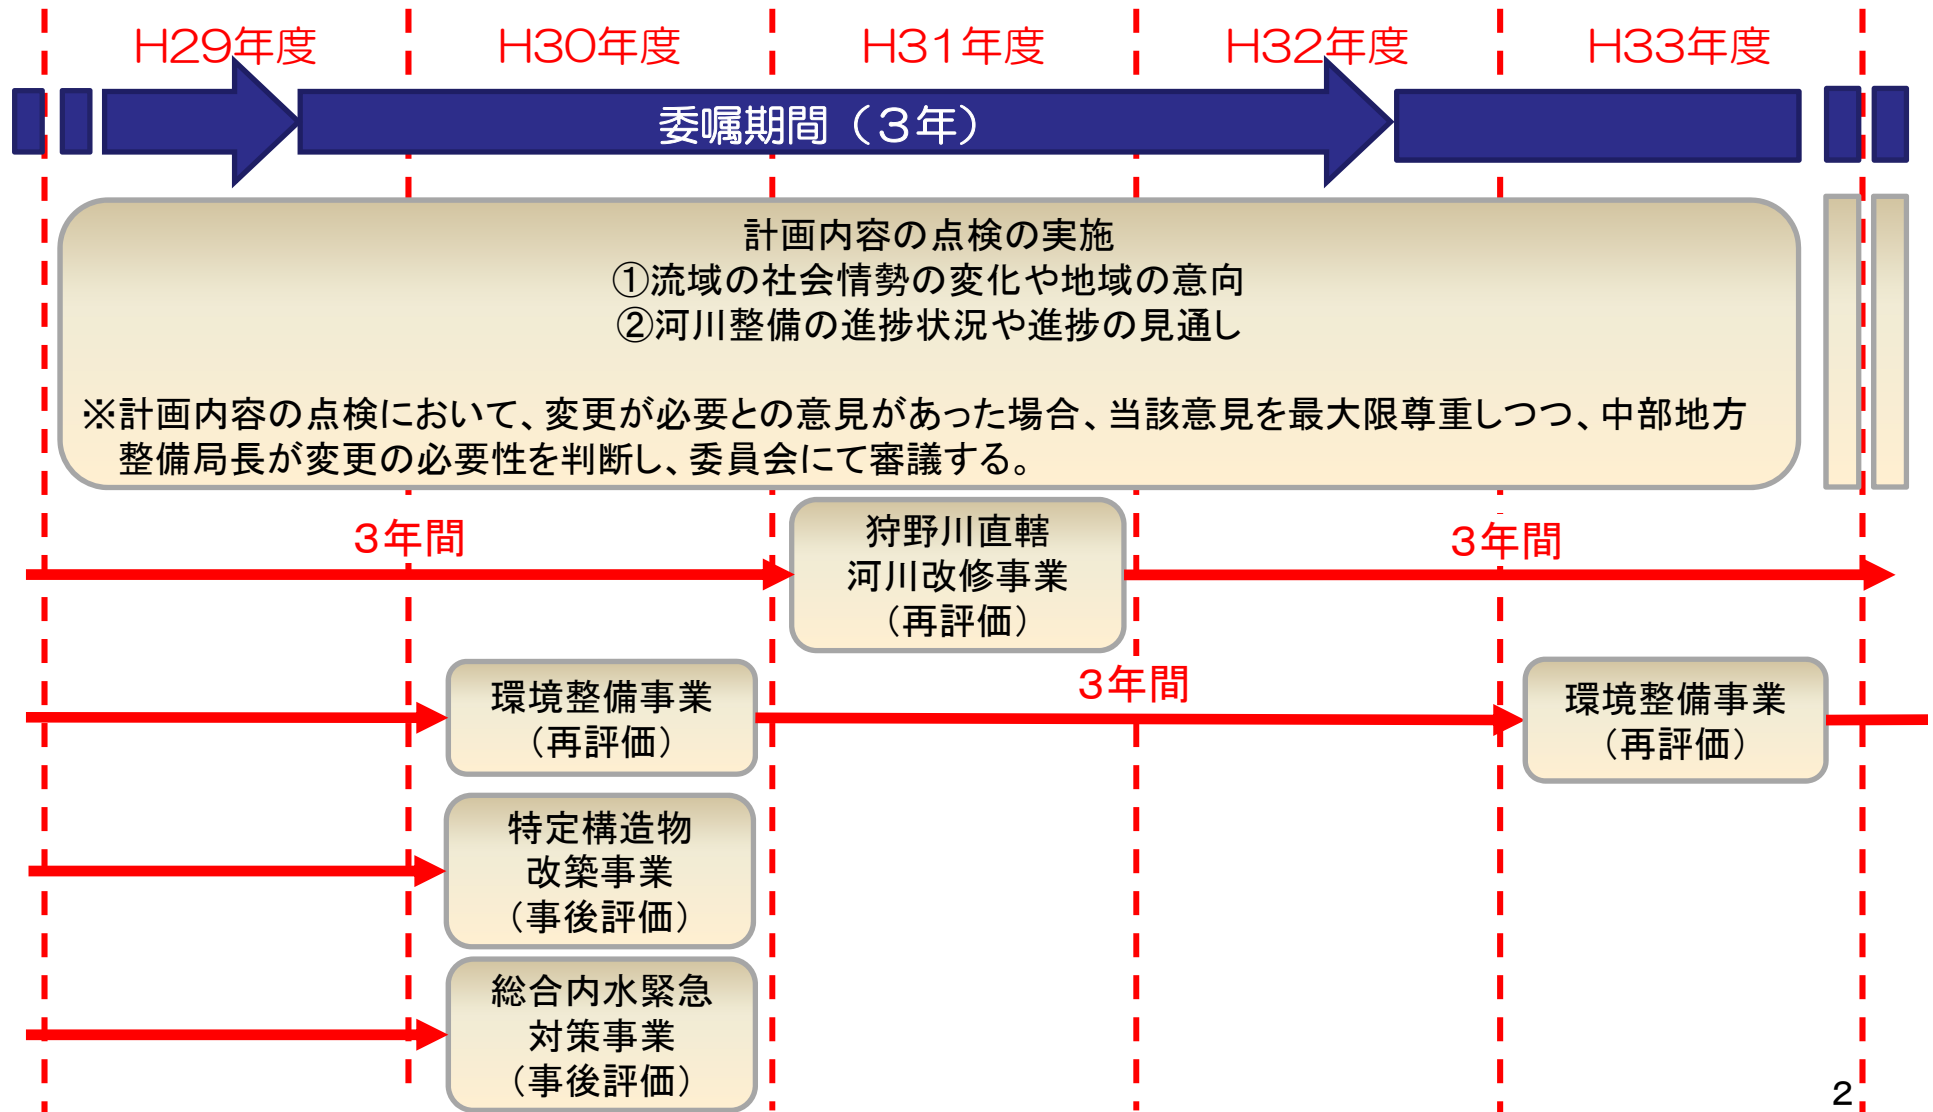 H29年度
H30年度
H31年度
H32年度
H33年度
委嘱期間（３年）
計画内容の点検の実施
①流域の社会情勢の変化や地域の意向
②河川整備の進捗状況や進捗の見通し
※計画内容の点検において、変更が必要との意見があった場合、当該意見を最大限尊重しつつ、中部地方
整備局長が変更の必要性を判断し、委員会にて審議する。
３年間
狩野川直轄
河川改修事業
（再評価）
３年間
環境整備事業
（再評価）
３年間
環境整備事業
（再評価）
特定構造物
改築事業
（事後評価）
総合内水緊急
対策事業
（事後評価）
2